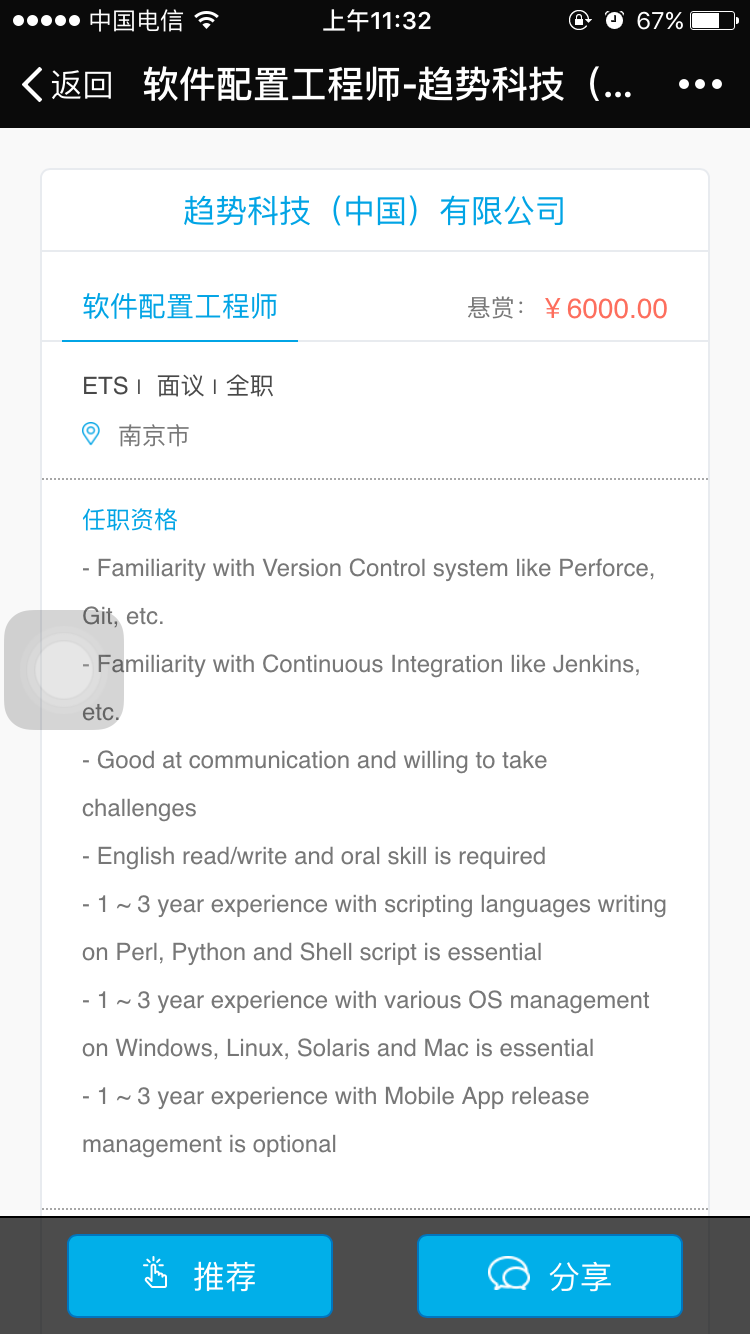 中国电信 上午11:32 67%
返回 软件配置工程师-趋势科技（...
趋势科技（中国）有限公司
软件配置工程师 悬赏： ￥6000.00
ETS | 面议 | 全职
南京市
任职资格
- Familiarity with Version Control system like Perforce,
Git, etc.
- Familiarity with Continuous Integration like Jenkins,
etc.
- Good at communication and willing to take
challenges
- English read/write and oral skill is required
- 1 ~ 3 year experience with scripting languages writing
on Perl, Python and Shell script is essential
- 1 ~ 3 year experience with various OS management
on Windows, Linux, Solaris and Mac is essential
- 1 ~ 3 year experience with Mobile App release
management is optional
推荐 分享